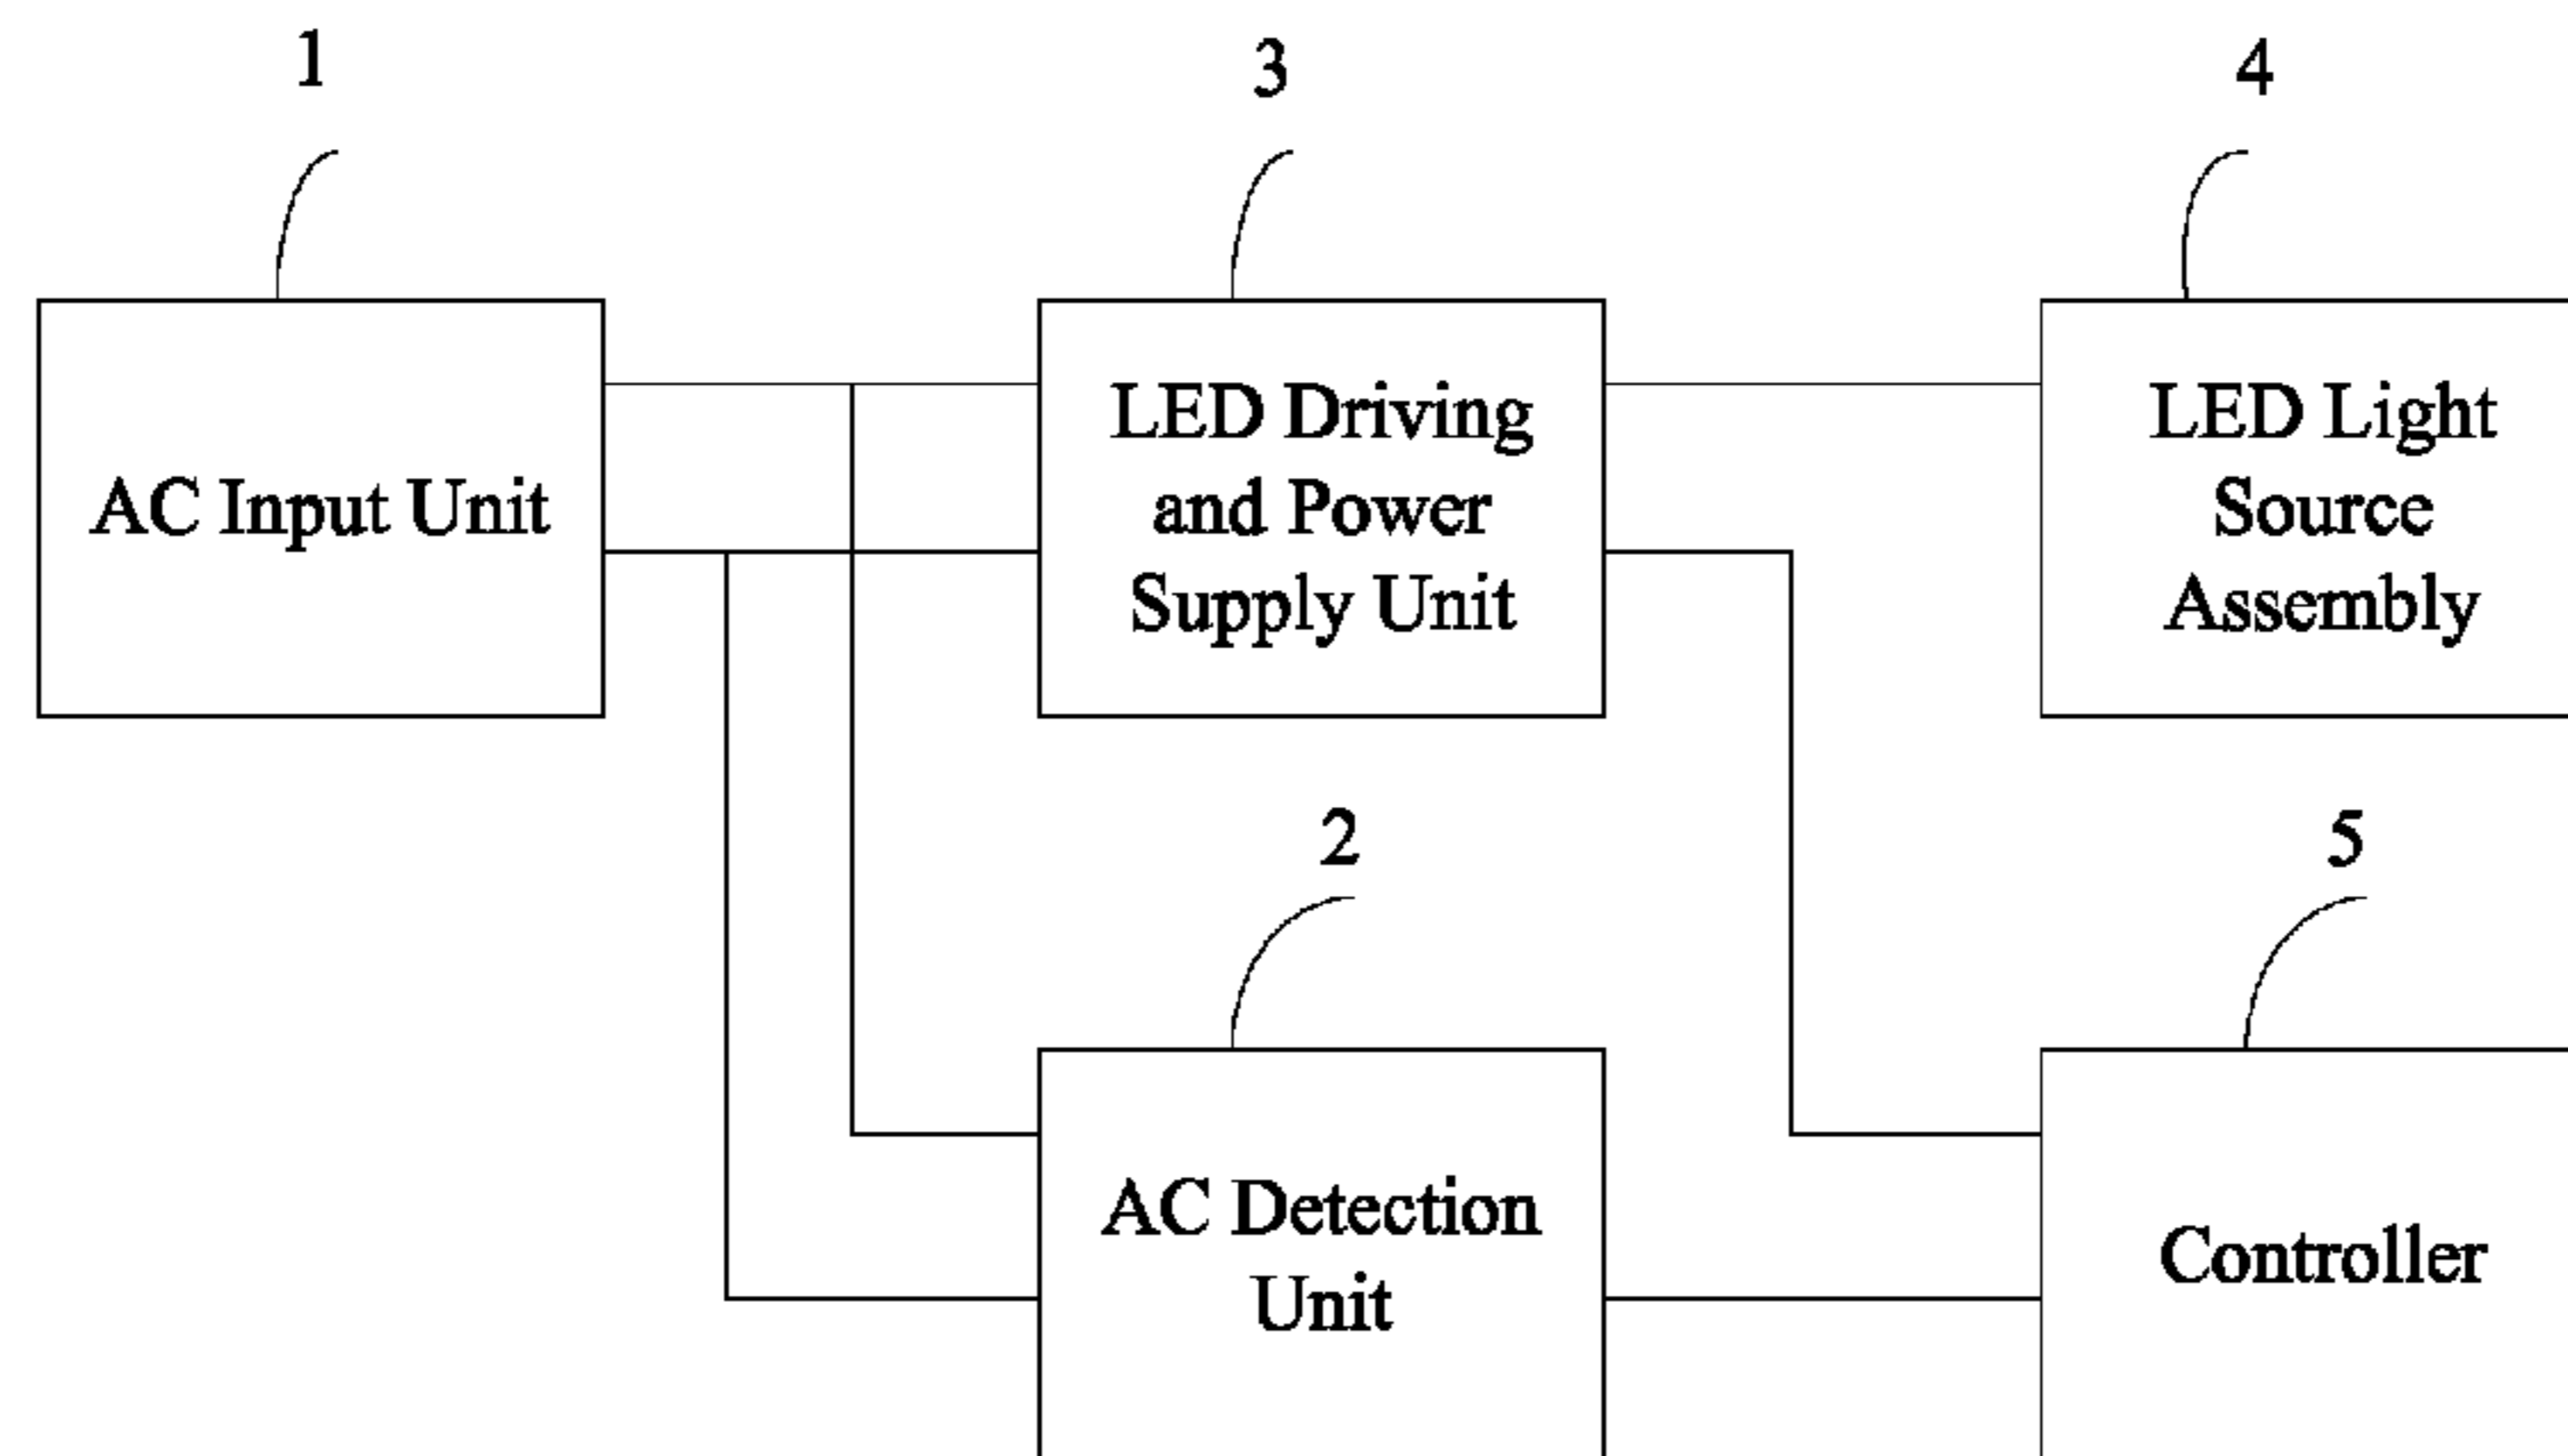 1
3
4
AC Input Unit
LED Driving
and Power
Supply Unit
LED Light
Source
Assembly
2
5
AC Detection
Unit
Controller